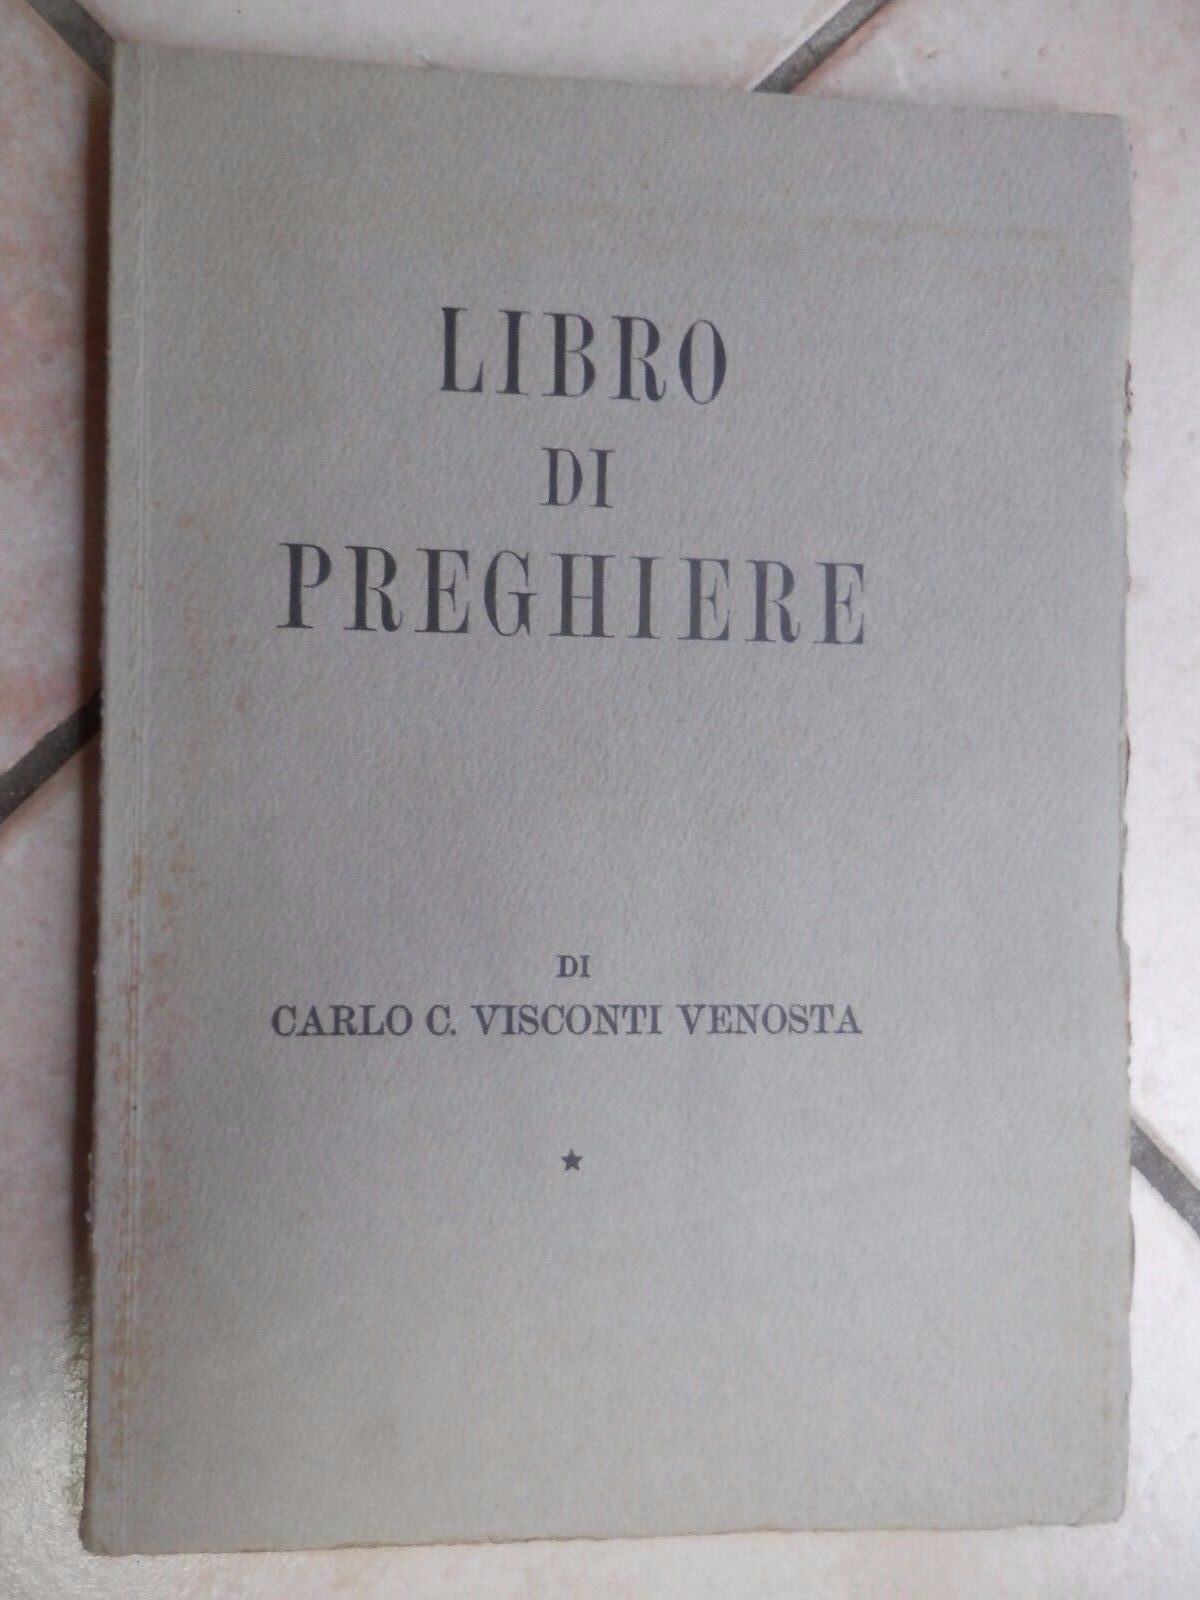 LIBRO
DI
PREGHIERE
DI
CARLO C. VISCONTI VENOSTA